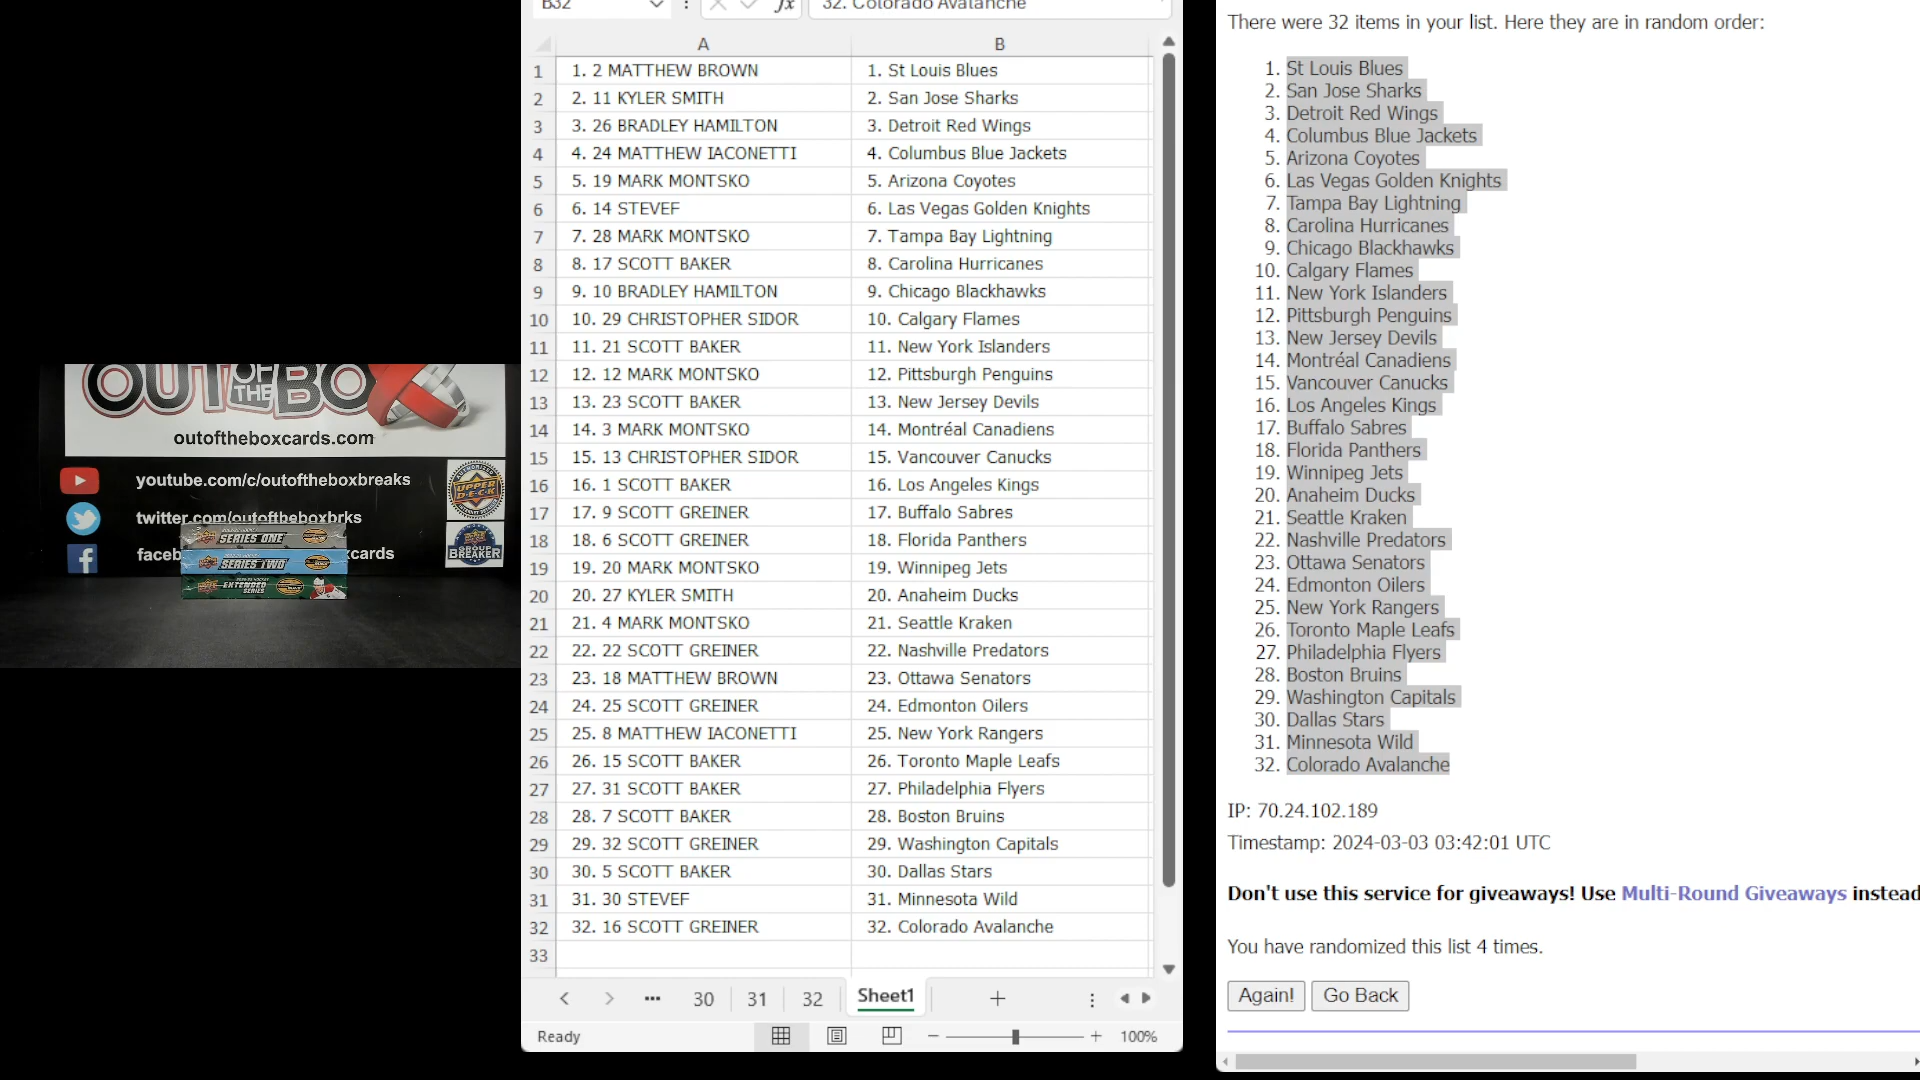 OUT OF THE BOX
outoftheboxcards.com
youtube.com/c/outoftheboxbreaks
twitter.com/outoftheboxbrks
faceb
xcards
AUTHORIZED
UPPER DECK
UPPER DECK
GROUP BREAKER
SERIES ONE
SERIES TWO
EXTENDED SERIES
B32
fx
32. Colorado Avalanche
A B
1 1. 2 MATTHEW BROWN 1. St Louis Blues
2 2. 11 KYLER SMITH 2. San Jose Sharks
3 3. 26 BRADLEY HAMILTON 3. Detroit Red Wings
4 4. 24 MATTHEW IACONETTI 4. Columbus Blue Jackets
5 5. 19 MARK MONTSKO 5. Arizona Coyotes
6 6. 14 STEVEF 6. Las Vegas Golden Knights
7 7. 28 MARK MONTSKO 7. Tampa Bay Lightning
8 8. 17 SCOTT BAKER 8. Carolina Hurricanes
9 9. 10 BRADLEY HAMILTON 9. Chicago Blackhawks
10 10. 29 CHRISTOPHER SIDOR 10. Calgary Flames
11 11. 21 SCOTT BAKER 11. New York Islanders
12 12. 12 MARK MONTSKO 12. Pittsburgh Penguins
13 13. 23 SCOTT BAKER 13. New Jersey Devils
14 14. 3 MARK MONTSKO 14. Montréal Canadiens
15 15. 13 CHRISTOPHER SIDOR 15. Vancouver Canucks
16 16. 1 SCOTT BAKER 16. Los Angeles Kings
17 17. 9 SCOTT GREINER 17. Buffalo Sabres
18 18. 6 SCOTT GREINER 18. Florida Panthers
19 19. 20 MARK MONTSKO 19. Winnipeg Jets
20 20. 27 KYLER SMITH 20. Anaheim Ducks
21 21. 4 MARK MONTSKO 21. Seattle Kraken
22 22. 22 SCOTT GREINER 22. Nashville Predators
23 23. 18 MATTHEW BROWN 23. Ottawa Senators
24 24. 25 SCOTT GREINER 24. Edmonton Oilers
25 25. 8 MATTHEW IACONETTI 25. New York Rangers
26 26. 15 SCOTT BAKER 26. Toronto Maple Leafs
27 27. 31 SCOTT BAKER 27. Philadelphia Flyers
28 28. 7 SCOTT BAKER 28. Boston Bruins
29 29. 32 SCOTT GREINER 29. Washington Capitals
30 30. 5 SCOTT BAKER 30. Dallas Stars
31 31. 30 STEVEF 31. Minnesota Wild
32 32. 16 SCOTT GREINER 32. Colorado Avalanche
33
30 31 32 Sheet1
Ready
100%
There were 32 items in your list. Here they are in random order:
1. St Louis Blues
2. San Jose Sharks
3. Detroit Red Wings
4. Columbus Blue Jackets
5. Arizona Coyotes
6. Las Vegas Golden Knights
7. Tampa Bay Lightning
8. Carolina Hurricanes
9. Chicago Blackhawks
10. Calgary Flames
11. New York Islanders
12. Pittsburgh Penguins
13. New Jersey Devils
14. Montréal Canadiens
15. Vancouver Canucks
16. Los Angeles Kings
17. Buffalo Sabres
18. Florida Panthers
19. Winnipeg Jets
20. Anaheim Ducks
21. Seattle Kraken
22. Nashville Predators
23. Ottawa Senators
24. Edmonton Oilers
25. New York Rangers
26. Toronto Maple Leafs
27. Philadelphia Flyers
28. Boston Bruins
29. Washington Capitals
30. Dallas Stars
31. Minnesota Wild
32. Colorado Avalanche
IP: 70.24.102.189
Timestamp: 2024-03-03 03:42:01 UTC
Don't use this service for giveaways! Use Multi-Round Giveaways instead
You have randomized this list 4 times.
Again! Go Back